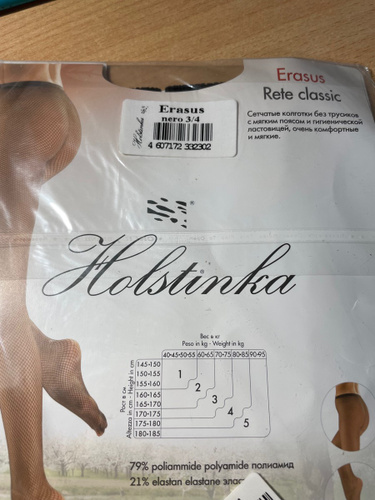 Erasus
Rete classic
Сетчатые колготки без трусиков
с мягким поясом и гигиенической
ластовицей, очень комфортные
и мягкие.
Holstinka
Erasus
nero 3/4
4 607172 332302
Holstinka
Вес в кг
Peso in kg - Weight in kg
40-45-50-55 60-65 70-75 80-85 90-95
Рост в см
Altezza in cm - Height in cm
145-150
150-155
155-160
160-165
165-170
170-175
175-180
180-185
1
2
3
4
5
79% poliammide polyamide полиамид
21% elastan elastane